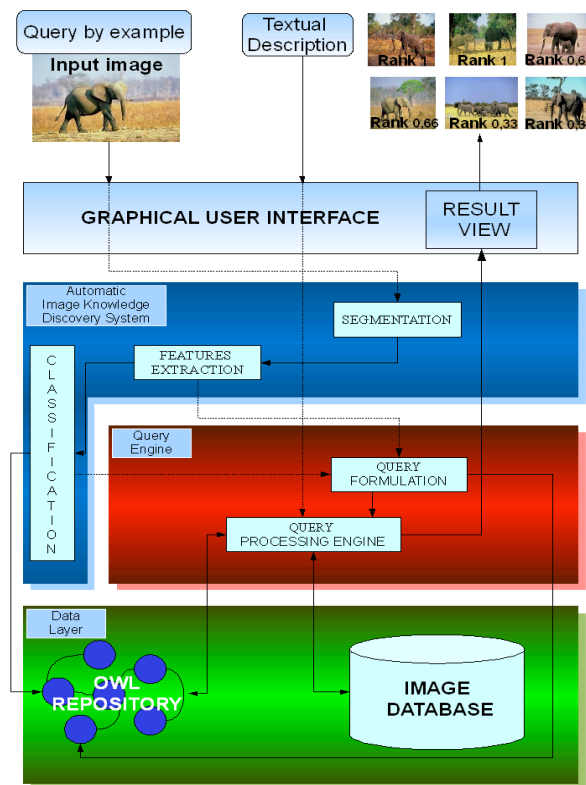 Query by example
Input image
Textual
Description
Rank 1
Rank 1
Rank 0,6
Rank 0,66
Rank 0,33
Rank 0,3
GRAPHICAL USER INTERFACE
RESULT
VIEW
Automatic
Image Knowledge
Discovery System
SEGMENTATION
FEATURES
EXTRACTION
CLASSIFICATION
Query
Engine
QUERY
FORMULATION
QUERY
PROCESSING ENGINE
Data
Layer
OWL
REPOSITORY
IMAGE
DATABASE